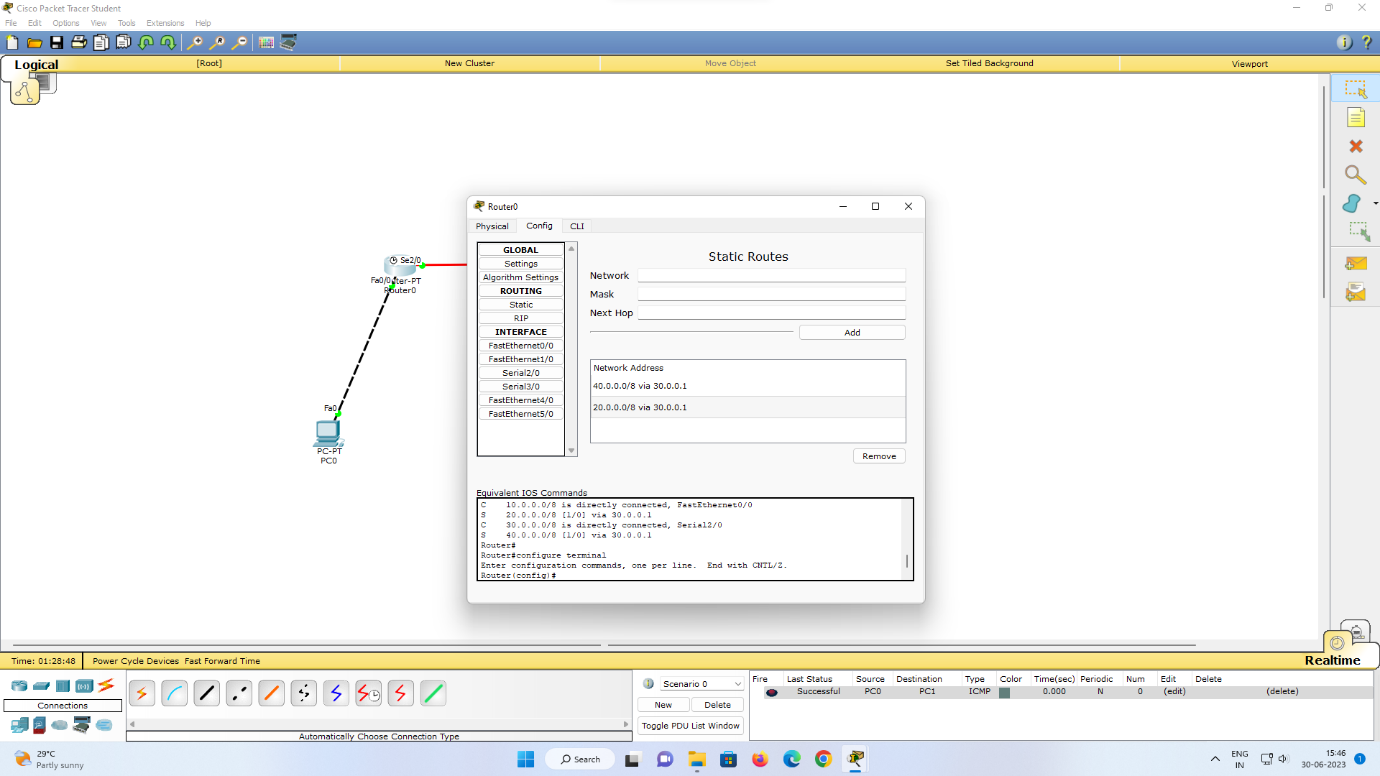 Cisco Packet Tracer Student
File Edit Options View Tools Extensions Help
Logical [Root] New Cluster Move Object Set Tiled Background Viewport
Router0
Physical Config CLI
GLOBAL
Settings
Algorithm Settings
ROUTING
Static
RIP
INTERFACE
FastEthernet0/0
FastEthernet1/0
Serial2/0
Serial3/0
FastEthernet4/0
FastEthernet5/0
Static Routes
Network
Mask
Next Hop
Add
Network Address
40.0.0.0/8 via 30.0.0.1
20.0.0.0/8 via 30.0.0.1
Remove
Equivalent IOS Commands
C 10.0.0.0/8 is directly connected, FastEthernet0/0
S 20.0.0.0/8 [1/0] via 30.0.0.1
C 30.0.0.0/8 is directly connected, Serial2/0
S 40.0.0.0/8 [1/0] via 30.0.0.1
Router#
Router#configure terminal
Enter configuration commands, one per line. End with CNTL/Z.
Router(config)#
Se2/0
Fa0/
uter-PT
Router0
Fa0
PC-PT
PC0
Realtime
Time: 01:28:48 Power Cycle Devices Fast Forward Time
Connections
Automatically Choose Connection Type
Scenario 0
New Delete
Toggle PDU List Window
Fire Last Status Source Destination Type Color Time(sec) Periodic Num Edit Delete
Successful PC0 PC1 ICMP 0.000 N 0 (edit) (delete)
29°C
Partly sunny
Search
ENG
IN
15:46
30-06-2023
1